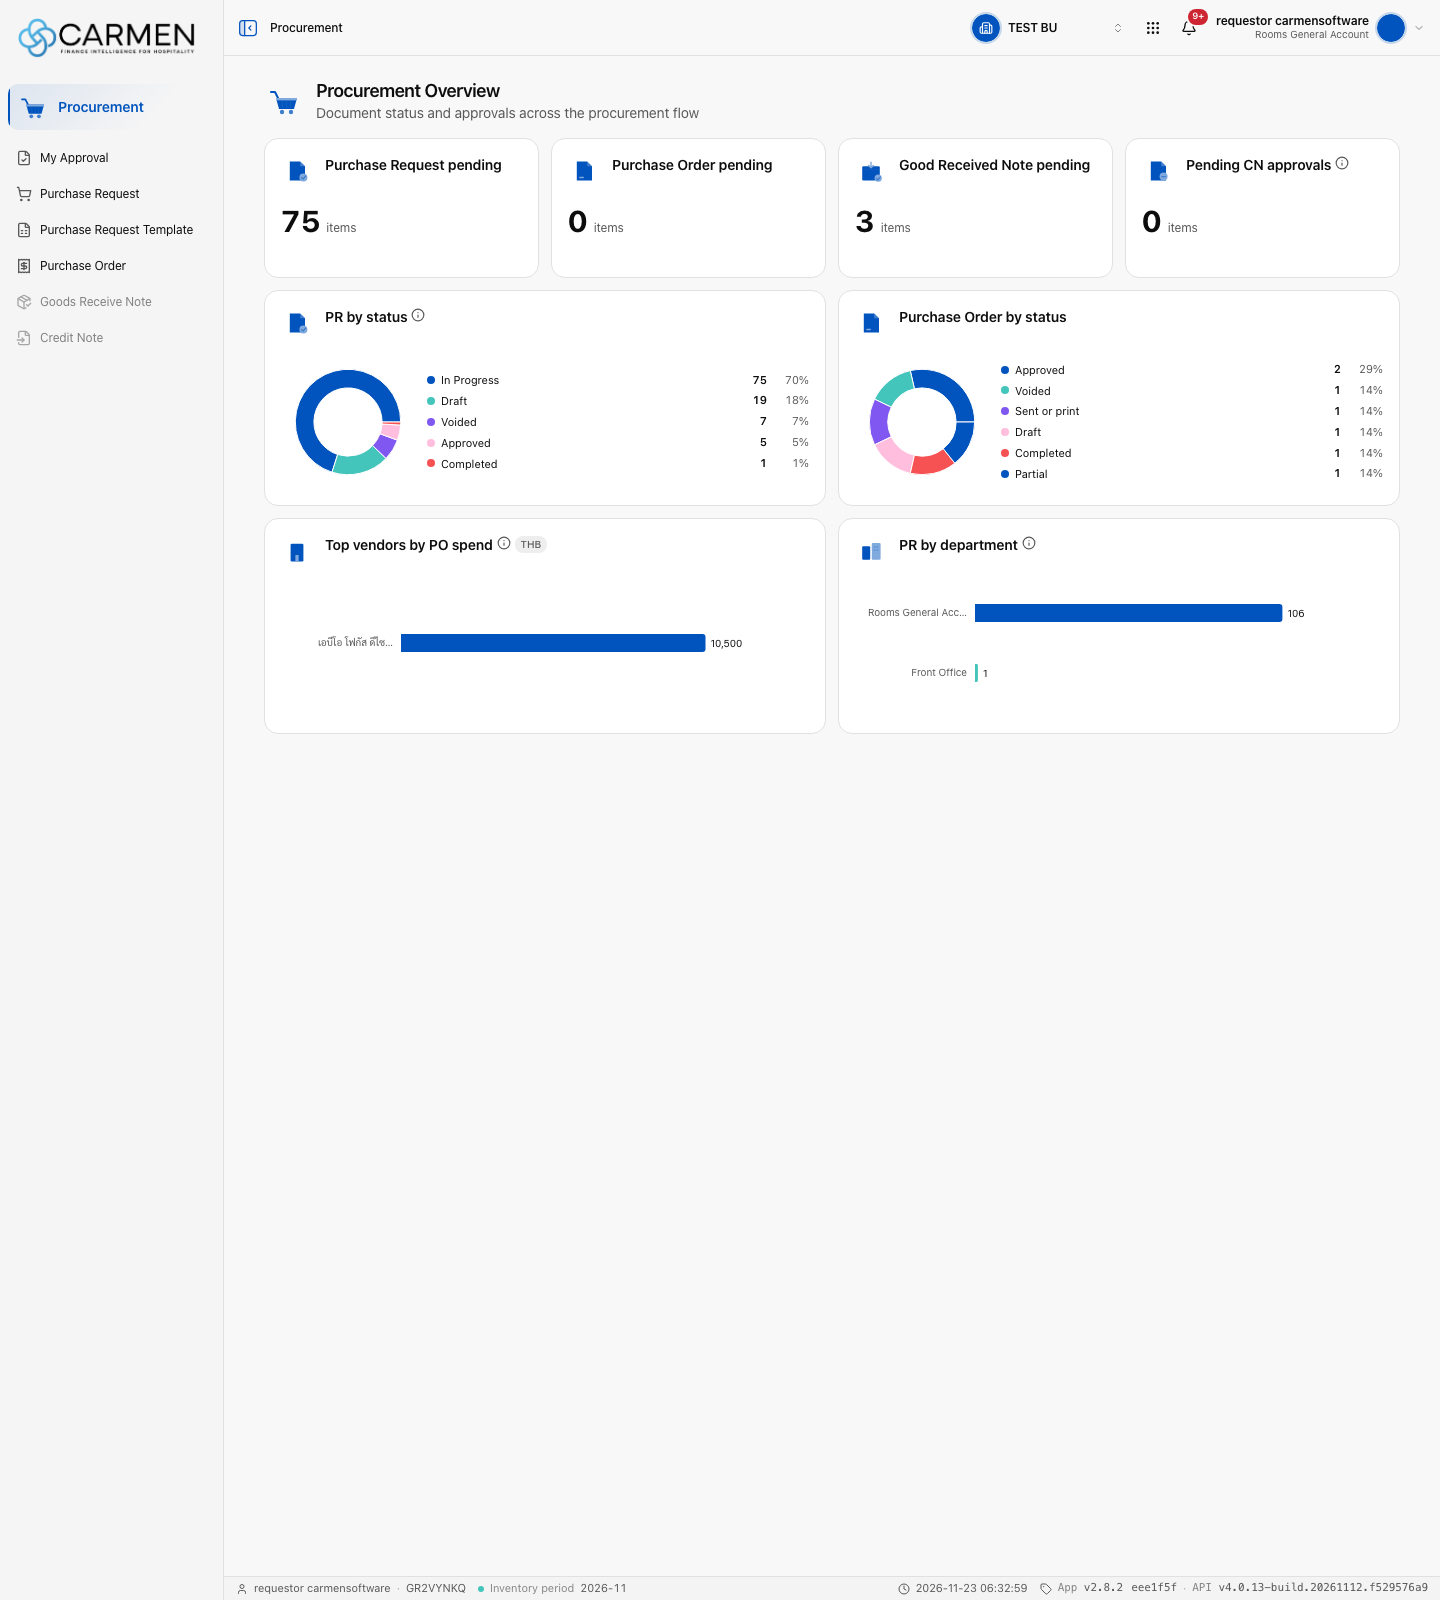 CARMEN
FINANCE INTELLIGENCE FOR HOSPITALITY
Procurement
My Approval
Purchase Request
Purchase Request Template
Purchase Order
Goods Receive Note
Credit Note
Procurement
TEST BU
9+
requestor carmensoftware
Rooms General Account
Procurement Overview
Document status and approvals across the procurement flow
Purchase Request pending
75 items
Purchase Order pending
0 items
Good Received Note pending
3 items
Pending CN approvals
0 items
PR by status
In Progress 75 70%
Draft 19 18%
Voided 7 7%
Approved 5 5%
Completed 1 1%
Purchase Order by status
Approved 2 29%
Voided 1 14%
Sent or print 1 14%
Draft 1 14%
Completed 1 14%
Partial 1 14%
Top vendors by PO spend THB
เอบีโอ โฟกัส ดีไซ... 10,500
PR by department
Rooms General Acc... 106
Front Office 1
requestor carmensoftware · GR2VYNKQ Inventory period 2026-11
2026-11-23 06:32:59 App v2.8.2 eee1f5f · API v4.0.13-build.20261112.f529576a9